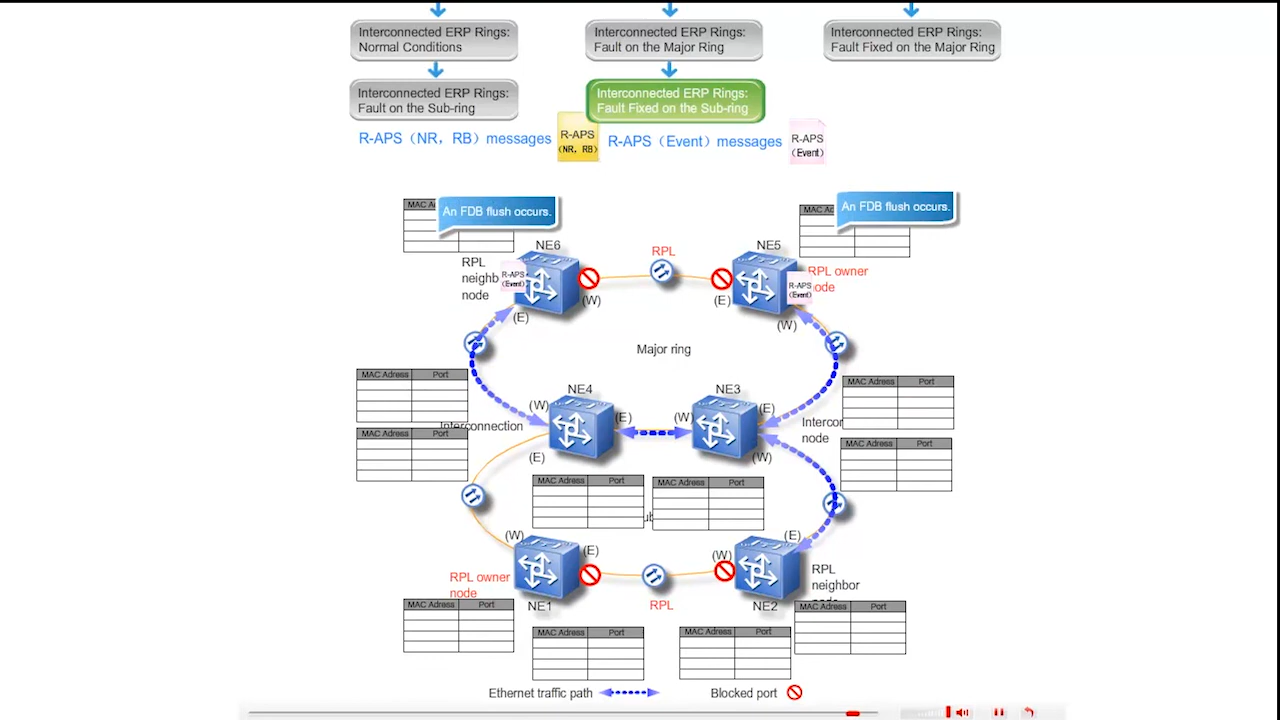 Interconnected ERP Rings:
Normal Conditions
Interconnected ERP Rings:
Fault on the Major Ring
Interconnected ERP Rings:
Fault Fixed on the Major Ring
Interconnected ERP Rings:
Fault on the Sub-ring
Interconnected ERP Rings:
Fault Fixed on the Sub-ring
R-APS（NR，RB）messages
R-APS
(NR, RB)
R-APS（Event）messages
R-APS
（Event）
MAC
An FDB flush occurs.
MAC
An FDB flush occurs.
NE6
RPL
NE5
RPL
neighb
node
R-APS
（Event）
(W)
(E)
RPL owner
ode
R-APS
（Event）
(E)
(W)
Major ring
MAC Adress Port
MAC Adress Port
NE4
NE3
(W)
(E)
(W)
(E)
Interconnection
Intercor
node
MAC Adress Port
MAC Adress Port
(E)
(W)
MAC Adress Port
MAC Adress Port
(W)
(E)
(W)
(E)
RPL owner
node
NE1
RPL
NE2
RPL
neighbor
MAC Adress Port
MAC Adress Port
MAC Adress Port
MAC Adress Port
Ethernet traffic path
Blocked port